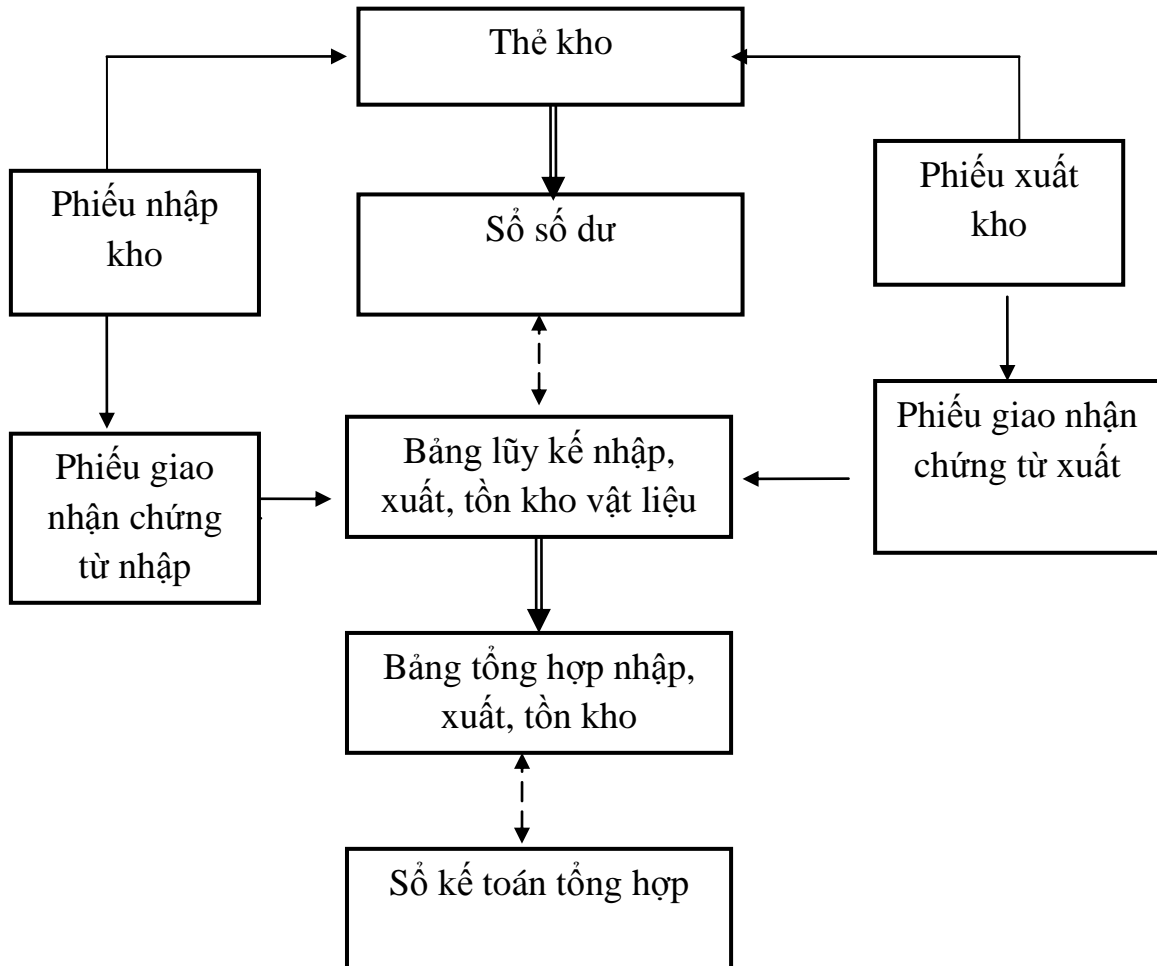 Thẻ kho
Phiếu nhập
kho
Phiếu xuất
kho
Sổ số dư
Phiếu giao
nhận chứng
từ nhập
Bảng lũy kế nhập,
xuất, tồn kho vật liệu
Phiếu giao nhận
chứng từ xuất
Bảng tổng hợp nhập,
xuất, tồn kho
Sổ kế toán tổng hợp